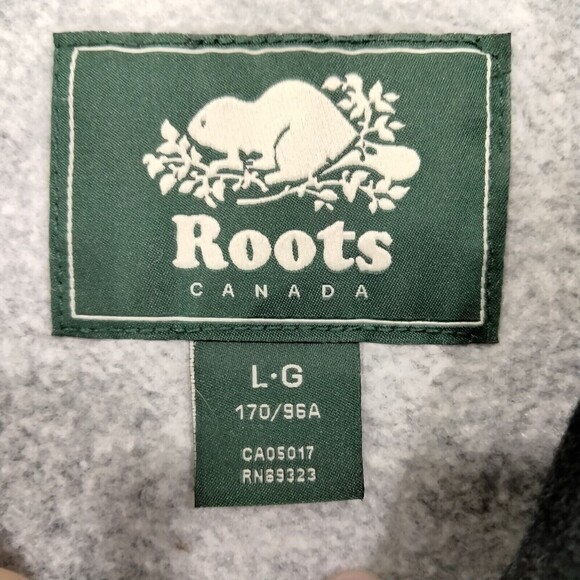 Roots
CANADA
L·G
170/96A
CA05017
RN69323